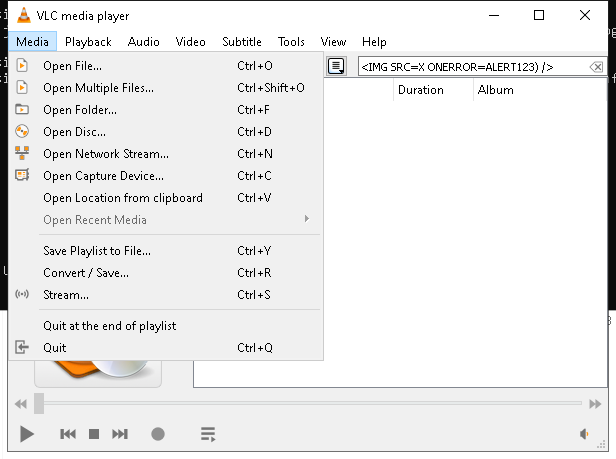 VLC media player
Media Playback Audio Video Subtitle Tools View Help
<IMG SRC=X ONERROR=ALERT123) />
Duration Album
Open File... Ctrl+O
Open Multiple Files... Ctrl+Shift+O
Open Folder... Ctrl+F
Open Disc... Ctrl+D
Open Network Stream... Ctrl+N
Open Capture Device... Ctrl+C
Open Location from clipboard Ctrl+V
Open Recent Media
Save Playlist to File... Ctrl+Y
Convert / Save... Ctrl+R
Stream... Ctrl+S
Quit at the end of playlist
Quit Ctrl+Q